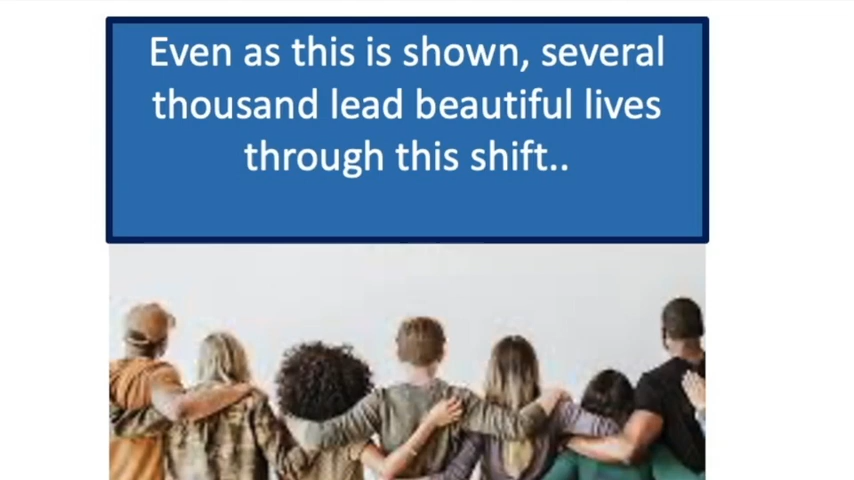 Even as this is shown, several
thousand lead beautiful lives
through this shift..